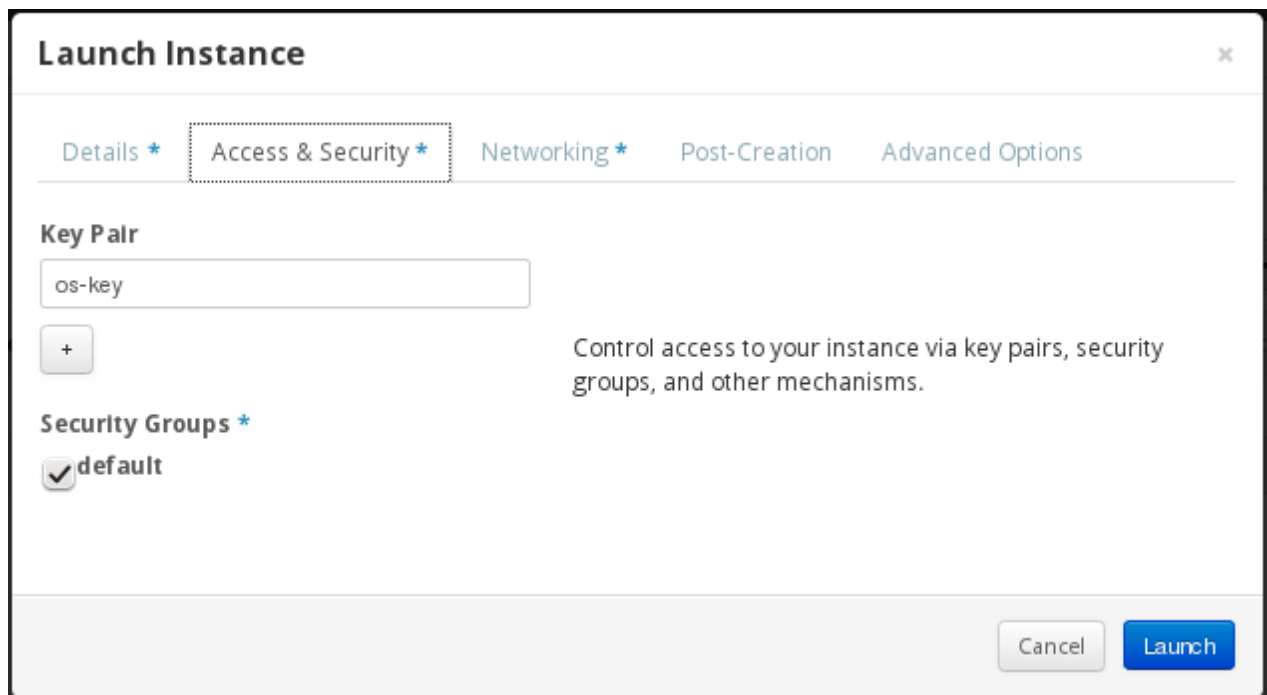 Launch Instance ×
Details * Access & Security * Networking * Post-Creation Advanced Options
Key Pair
os-key
+
Control access to your instance via key pairs, security
groups, and other mechanisms.
Security Groups *
default
Cancel Launch